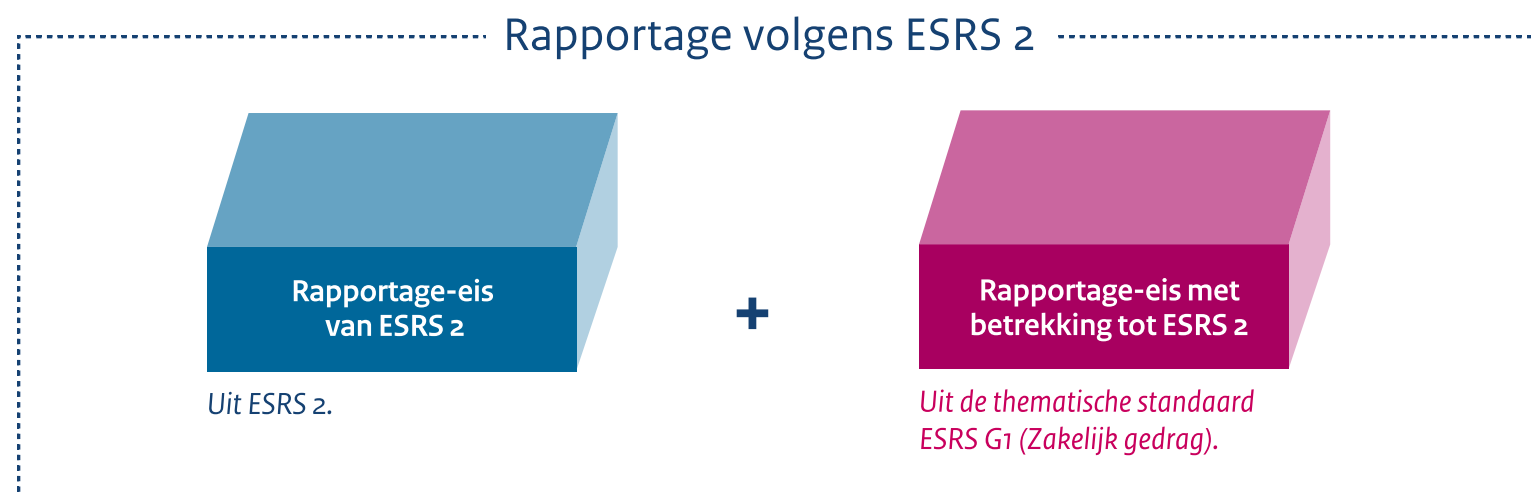 Rapportage volgens ESRS 2
Rapportage-eis
van ESRS 2
+
Rapportage-eis met
betrekking tot ESRS 2
Uit ESRS 2.
Uit de thematische standaard
ESRS G1 (Zakelijk gedrag).